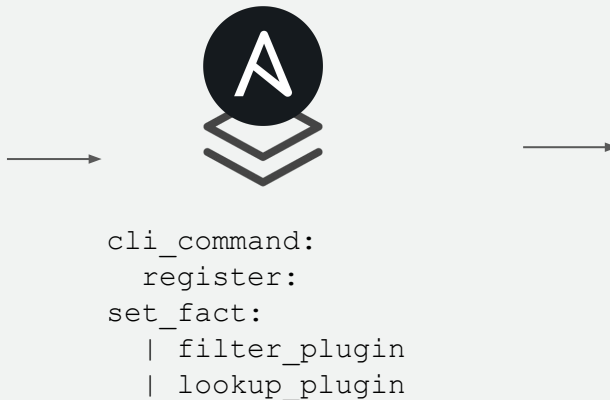 cli_command:
  register:
set_fact:
  | filter_plugin
  | lookup_plugin